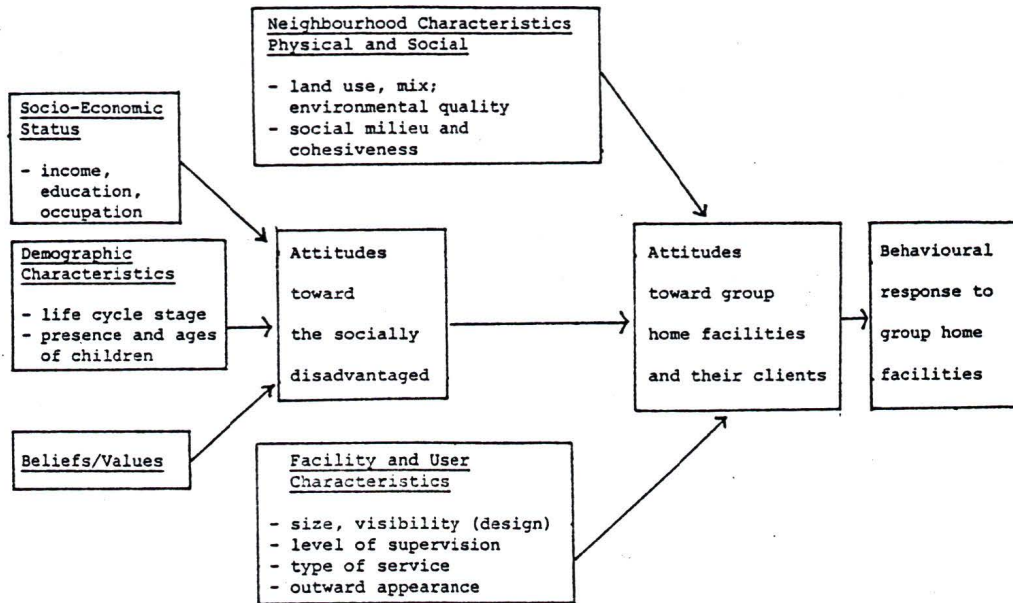 Neighbourhood Characteristics
Physical and Social
- land use, mix;
environmental quality
- social milieu and
cohesiveness
Socio-Economic
Status
- income,
education,
occupation
Demographic
Characteristics
- life cycle stage
- presence and ages
of children
Beliefs/Values
Attitudes
toward
the socially
disadvantaged
Facility and User
Characteristics
- size, visibility (design)
- level of supervision
- type of service
- outward appearance
Attitudes
toward group
home facilities
and their clients
Behavioural
response to
group home
facilities